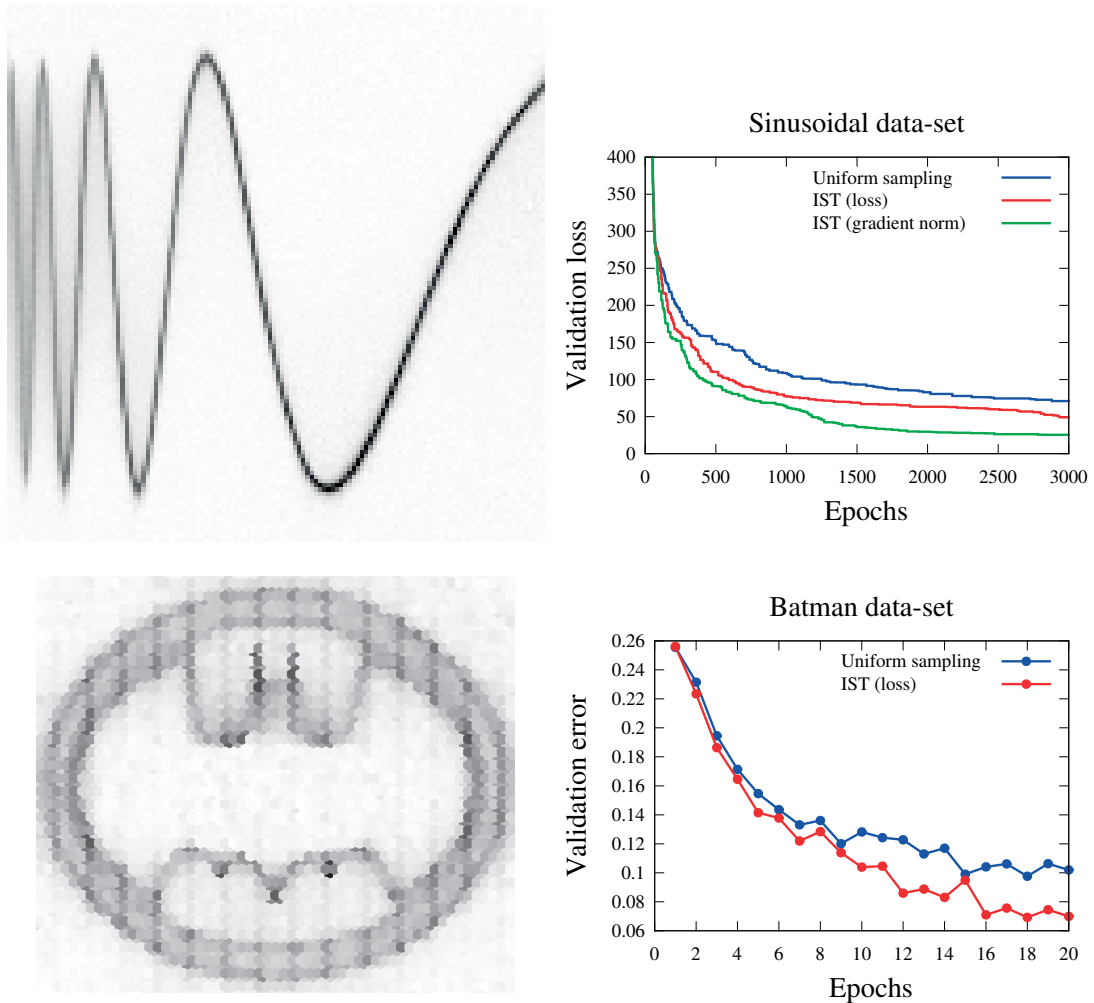 Sinusoidal data-set
400
350
300
250
200
150
100
50
0
Validation loss
Uniform sampling
IST (loss)
IST (gradient norm)
0 500 1000 1500 2000 2500 3000
Epochs
Batman data-set
0.26
0.24
0.22
0.2
0.18
0.16
0.14
0.12
0.1
0.08
0.06
Validation error
Uniform sampling
IST (loss)
0 2 4 6 8 10 12 14 16 18 20
Epochs